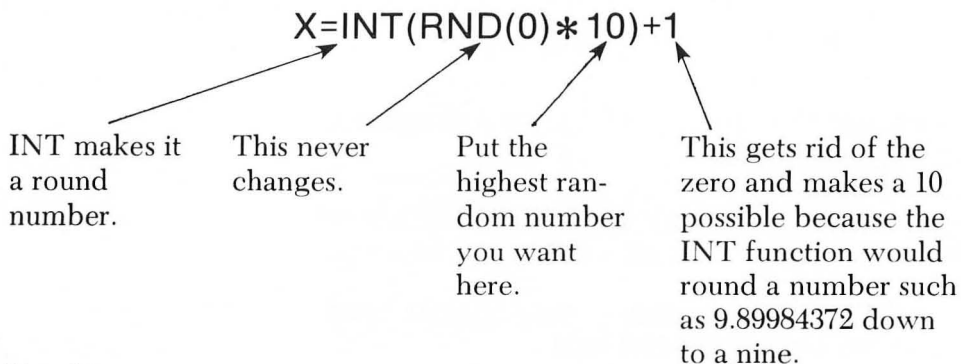 X=INT(RND(0)*10)+1
INT makes it
a round
number.
This never
changes.
Put the
highest ran-
dom number
you want
here.
This gets rid of the
zero and makes a 10
possible because the
INT function would
round a number such
as 9.89984372 down
to a nine.